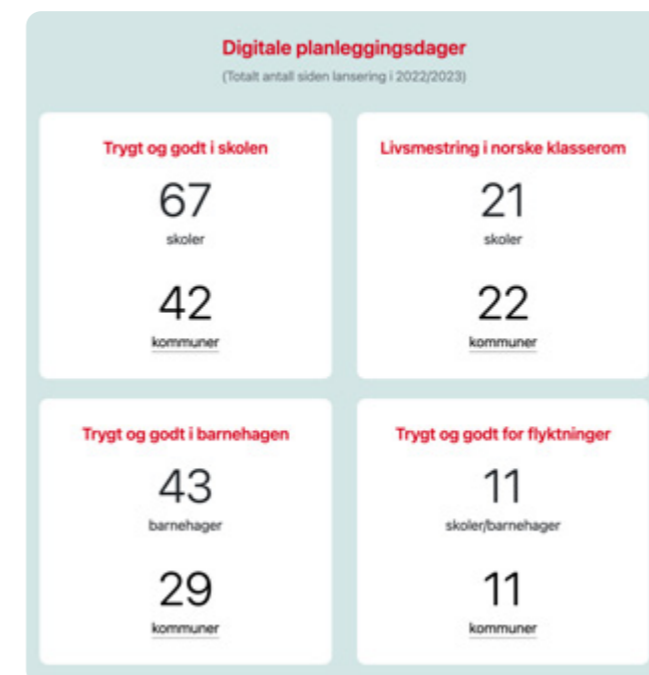 Digitale planleggingsdager
(Totalt antall siden lansering i 2022/2023)
Trygt og godt i skolen
67
skoler
42
kommuner
Livsmestring i norske klasserom
21
skoler
22
kommuner
Trygt og godt i barnehagen
43
barnehager
29
kommuner
Trygt og godt for flyktninger
11
skoler/barnehager
11
kommuner